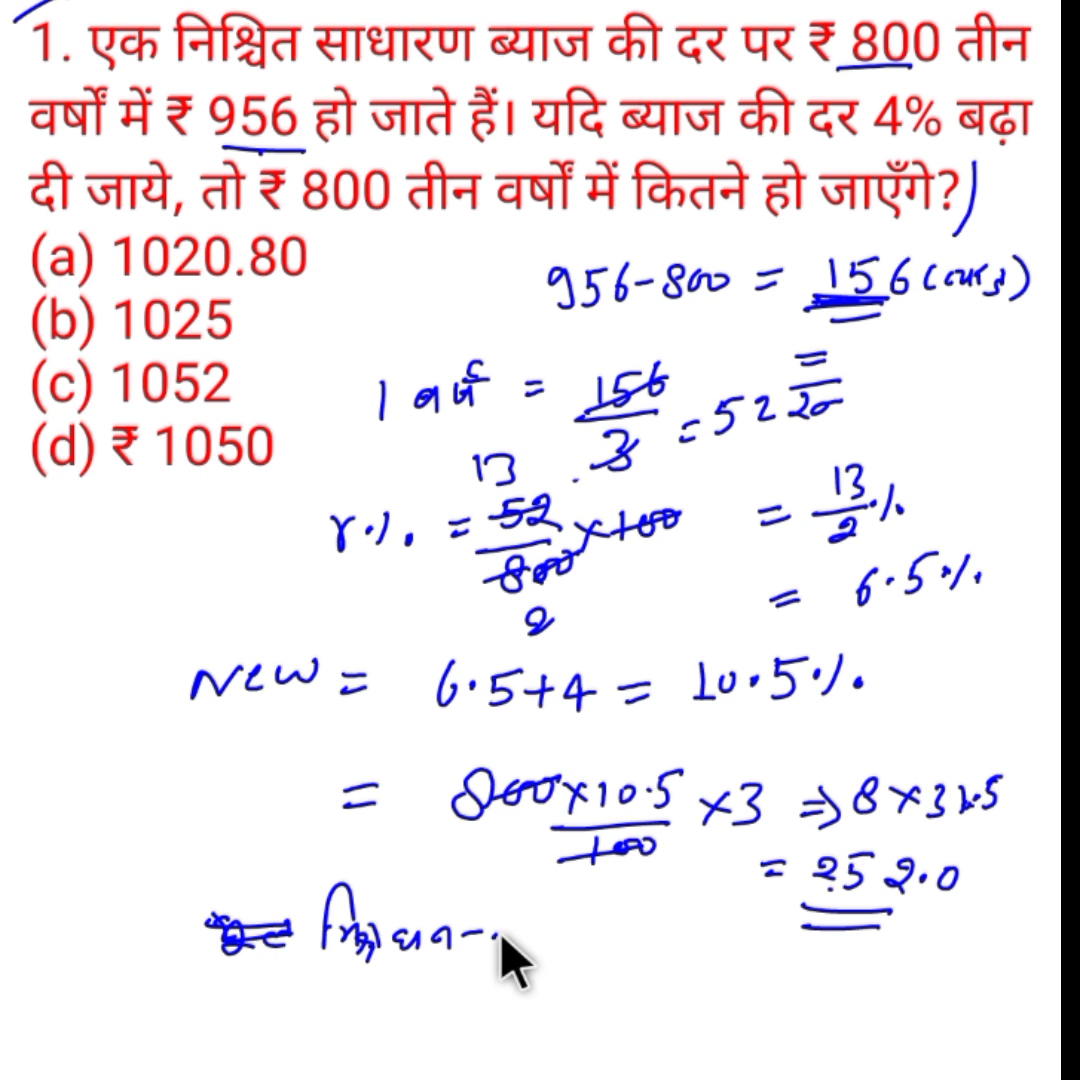 1. एक निश्चित साधारण ब्याज की दर पर ₹ 800 तीन
वर्षों में ₹ 956 हो जाते हैं। यदि ब्याज की दर 4% बढ़ा
दी जाये, तो ₹ 800 तीन वर्षों में कितने हो जाएँगे?
(a) 1020.80
(b) 1025
(c) 1052
(d) ₹ 1050
956-800 = 156
1 वर्ष = 156/3 = 52
r% = 52/800 × 100 = 13/2 %
13
2
= 6.5%
New = 6.5+4 = 10.5%
= 800×10.5/100 ×3 ⇒ 8×31.5
= 252.0